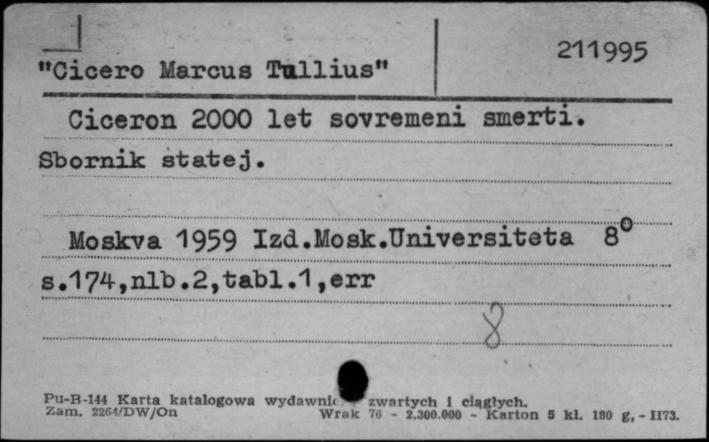 211995
"Cicero Marcus Tullius"
Ciceron 2000 let sovremeni smerti.
Sbornik statej.
Moskva 1959 Izd.Mosk.Universiteta 8⁰
s.174,nlb.2,tabl.1,err
8
Pu-B-144 Karta katalogowa wydawnic zwartych i ciągłych.
Zam. 2264/DW/On Wrak 76 - 2.300.000 - Karton 5 kl. 180 g, - II73.